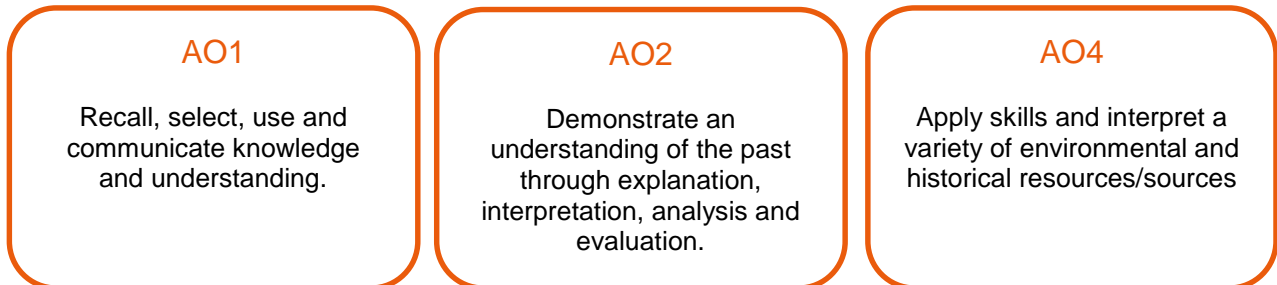 AO1
Recall, select, use and
communicate knowledge
and understanding.
AO2
Demonstrate an
understanding of the past
through explanation,
interpretation, analysis and
evaluation.
AO4
Apply skills and interpret a
variety of environmental and
historical resources/sources